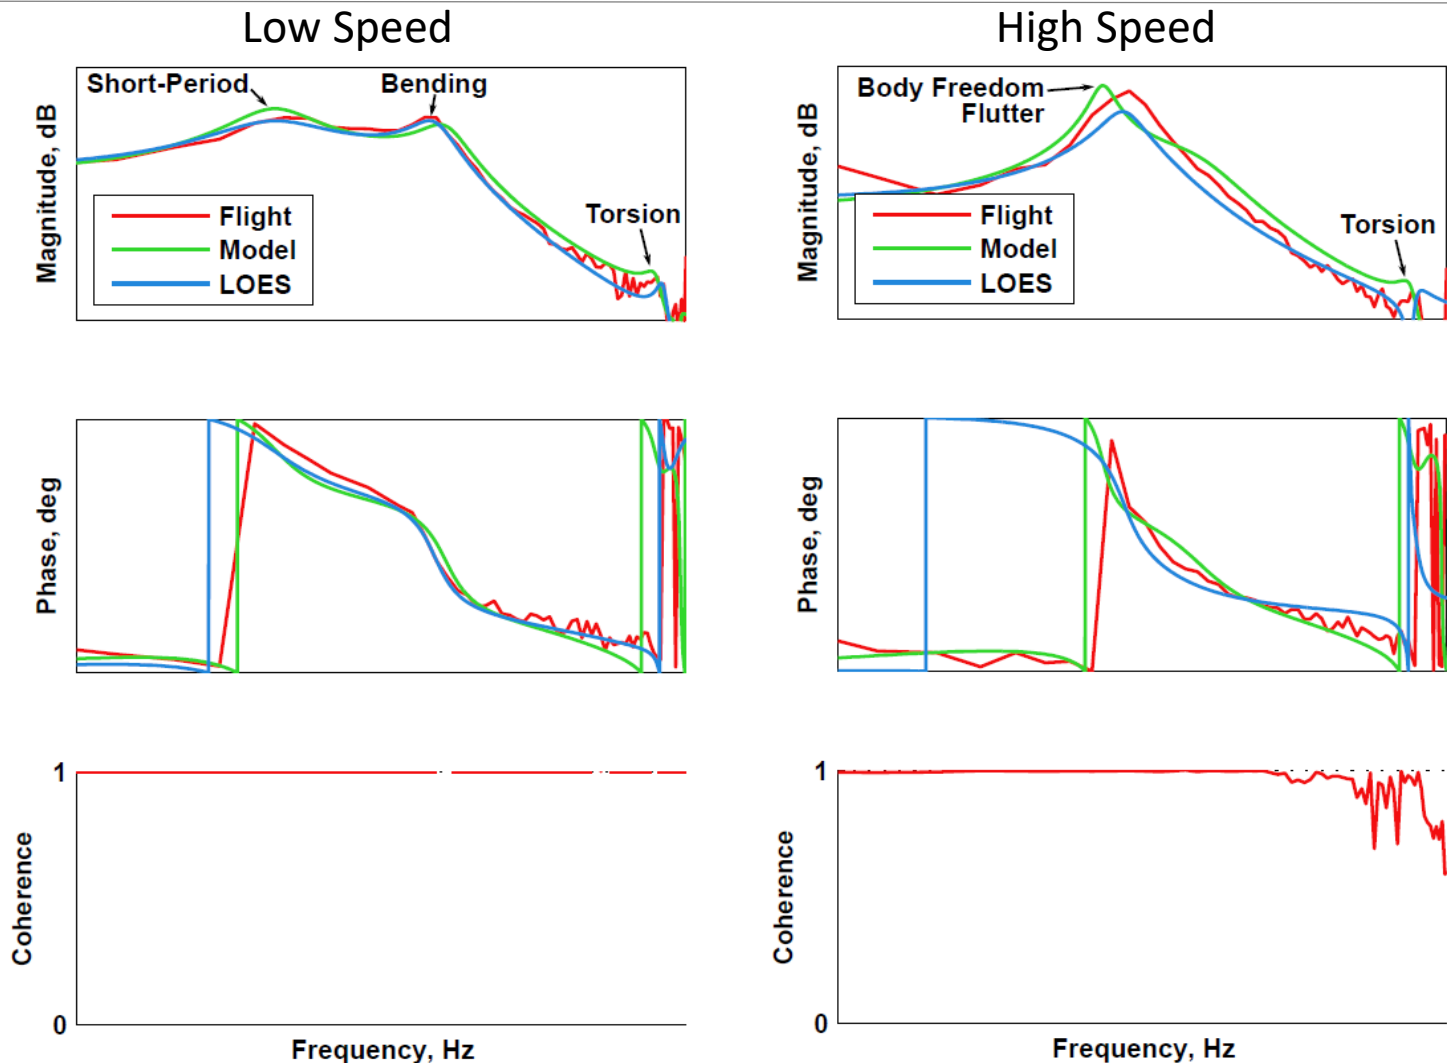 Low Speed
Short-Period
Bending
Torsion
Flight
Model
LOES
Magnitude, dB
Phase, deg
1
0
Coherence
Frequency, Hz
High Speed
Body Freedom
Flutter
Torsion
Flight
Model
LOES
Magnitude, dB
Phase, deg
1
0
Coherence
Frequency, Hz